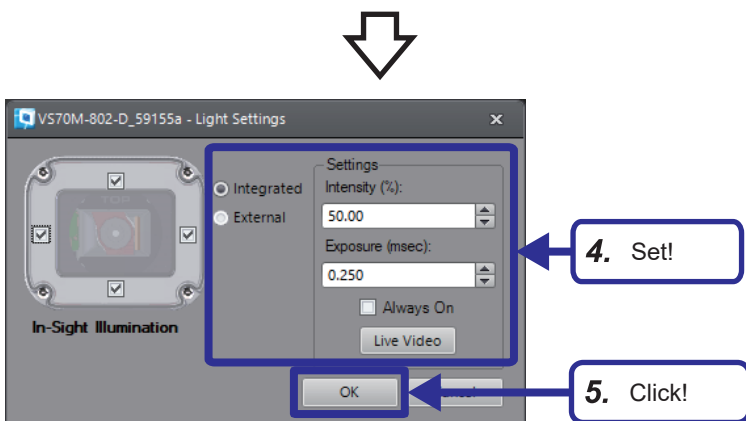 VS70M-802-D_59155a - Light Settings
TOP
Integrated
External
Settings
Intensity (%):
50.00
Exposure (msec):
0.250
Always On
Live Video
In-Sight Illumination
OK
4. Set!
5. Click!